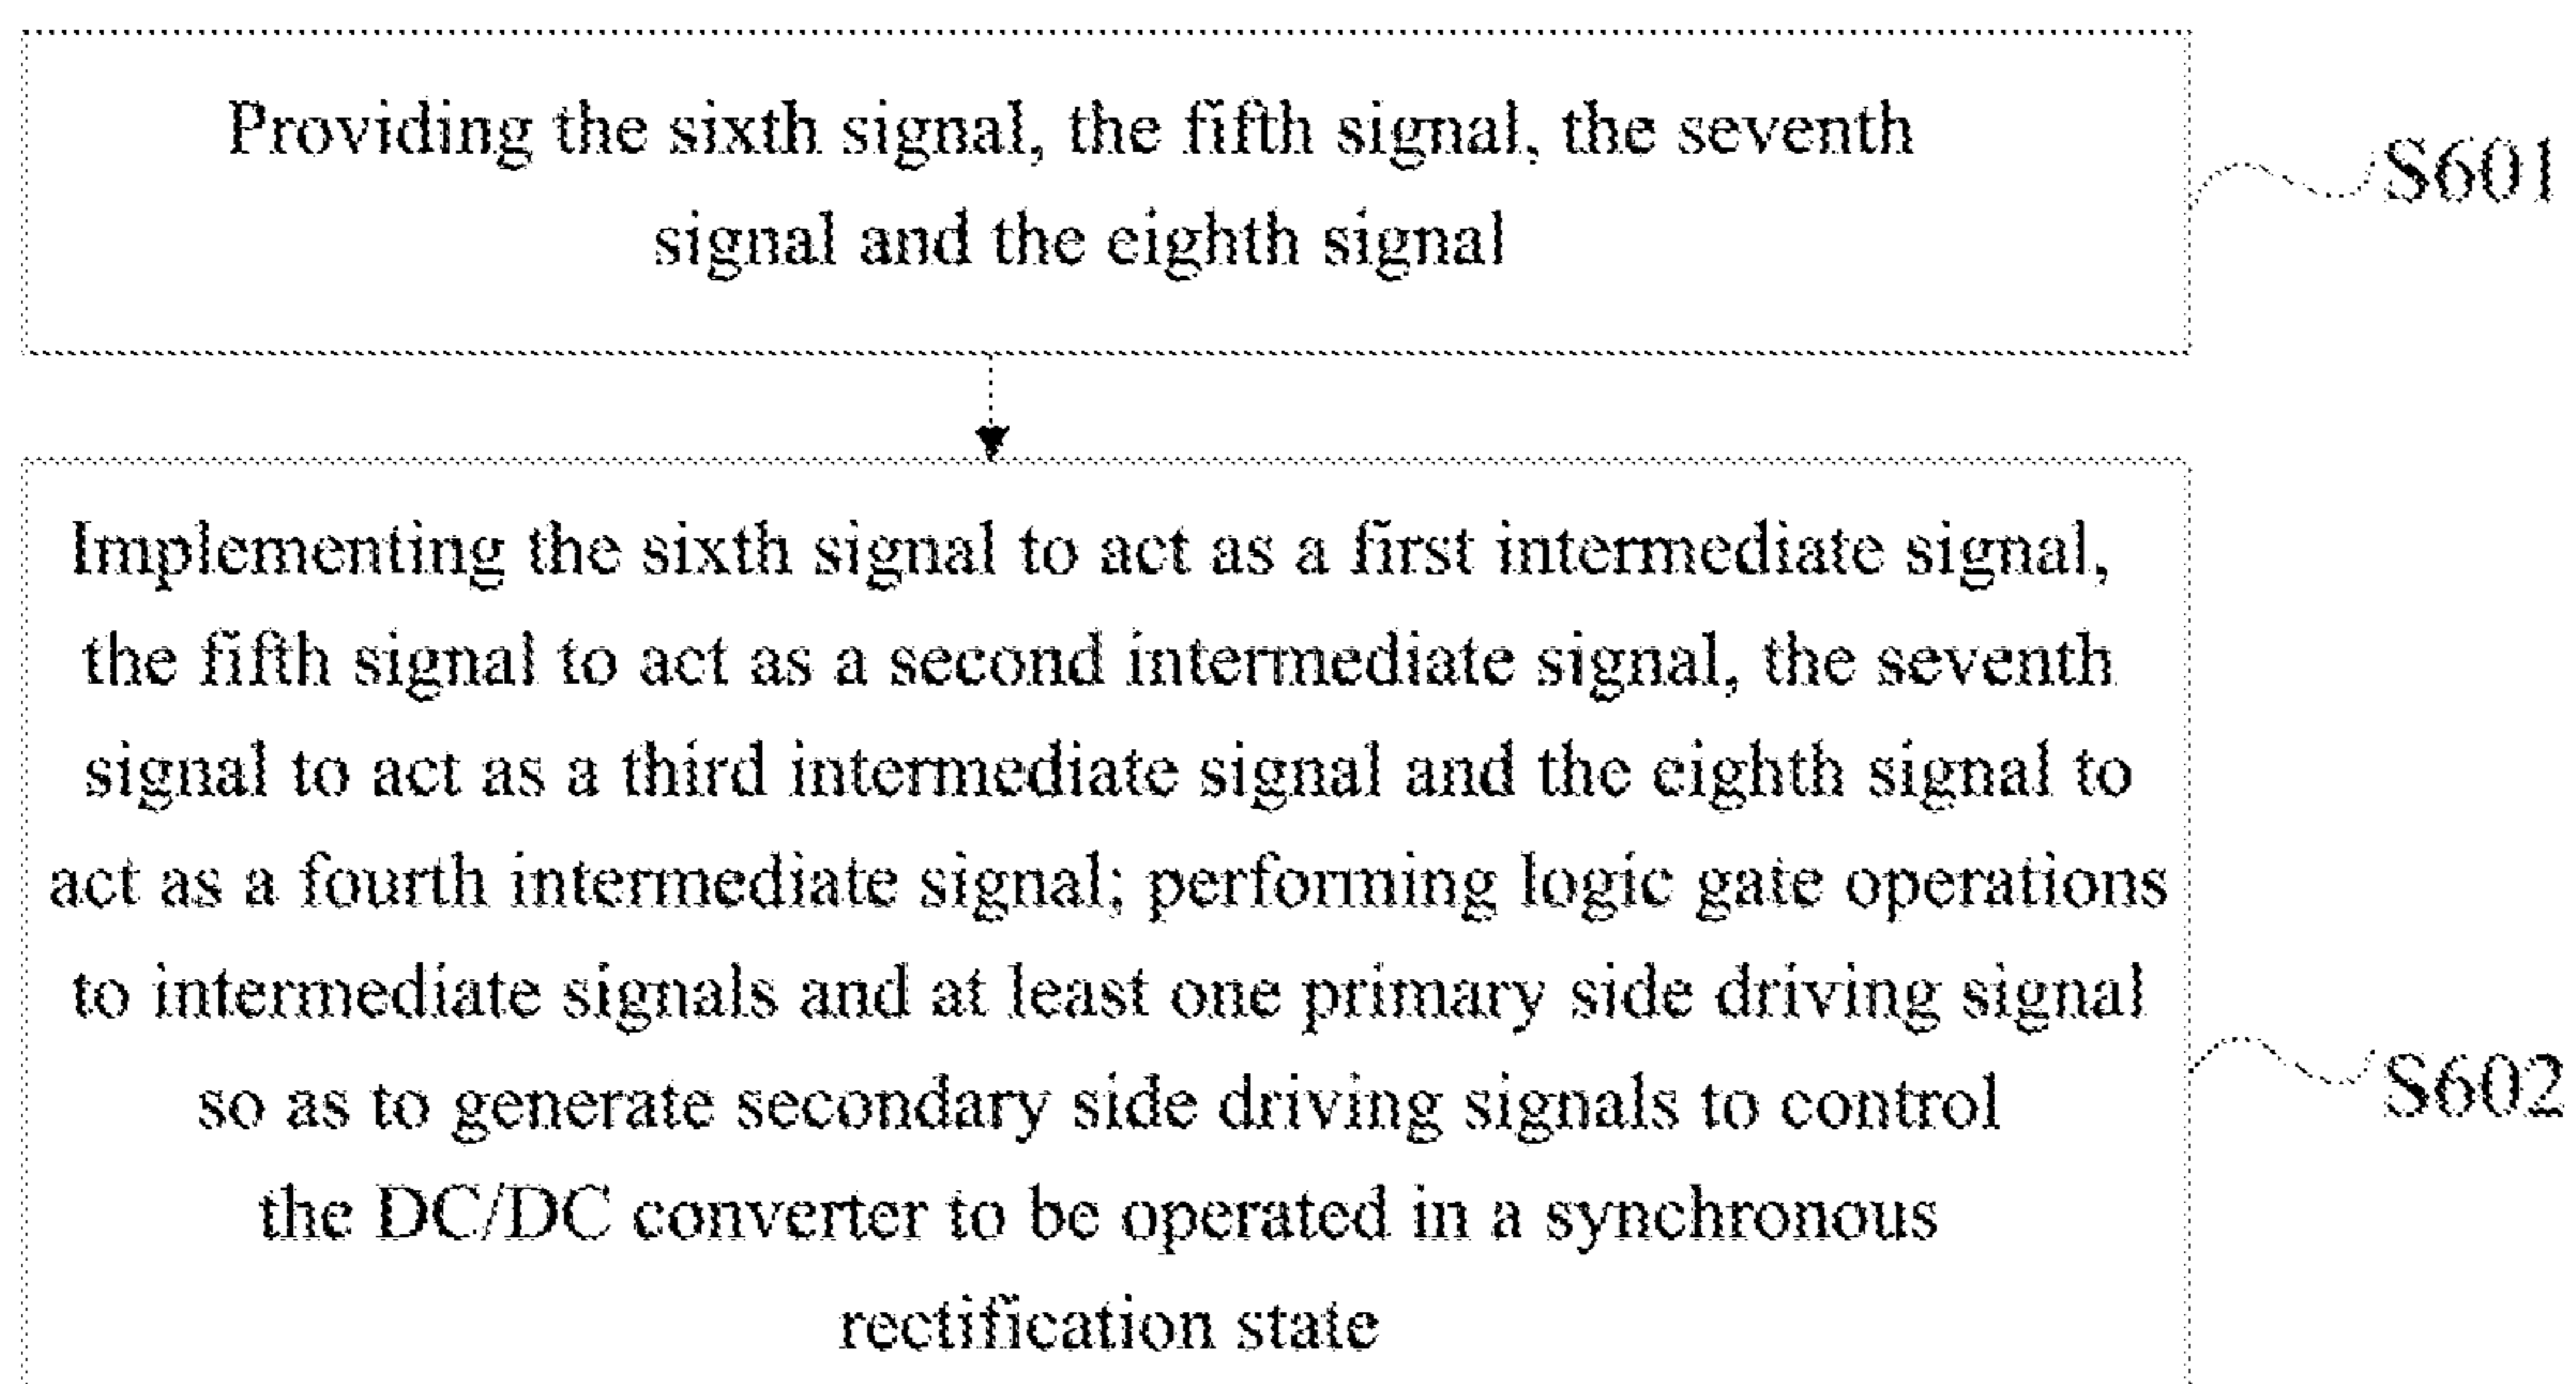 Providing the sixth signal, the fifth signal, the seventh
signal and the eighth signal
S601
Implementing the sixth signal to act as a first intermediate signal,
the fifth signal to act as a second intermediate signal, the seventh
signal to act as a third intermediate signal and the eighth signal to
act as a fourth intermediate signal; performing logic gate operations
to intermediate signals and at least one primary side driving signal
so as to generate secondary side driving signals to control
the DC/DC converter to be operated in a synchronous
rectification state
S602